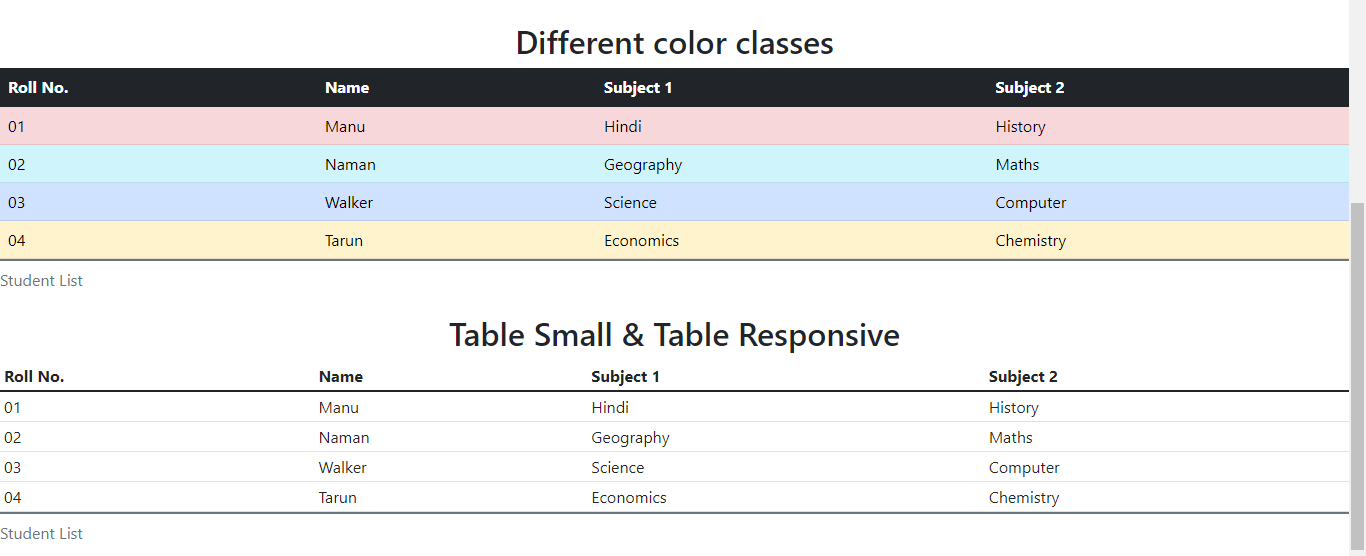 Different color classes
Roll No. Name Subject 1 Subject 2
01 Manu Hindi History
02 Naman Geography Maths
03 Walker Science Computer
04 Tarun Economics Chemistry
Student List
Table Small & Table Responsive
Roll No. Name Subject 1 Subject 2
01 Manu Hindi History
02 Naman Geography Maths
03 Walker Science Computer
04 Tarun Economics Chemistry
Student List